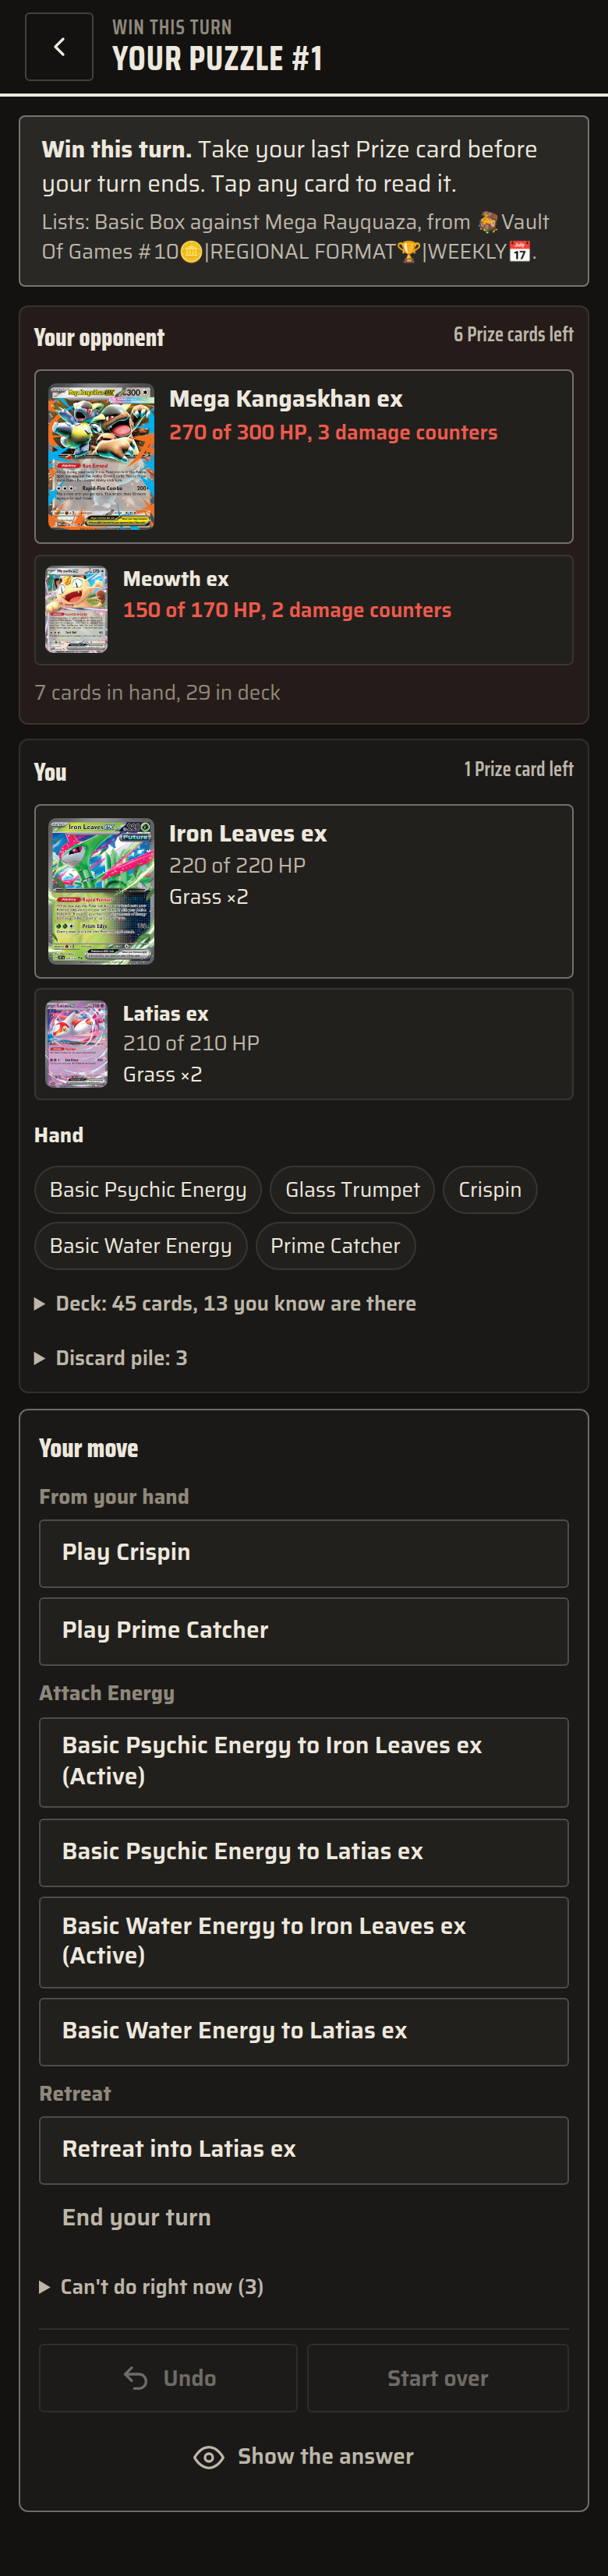 WIN THIS TURN
YOUR PUZZLE #1
Win this turn. Take your last Prize card before
your turn ends. Tap any card to read it.
Lists: Basic Box against Mega Rayquaza, from 🎠Vault
Of Games #10🪙|REGIONAL FORMAT🏆|WEEKLY📅.
Your opponent
6 Prize cards left
Mega Kangaskhan ex
270 of 300 HP, 3 damage counters
Meowth ex
150 of 170 HP, 2 damage counters
7 cards in hand, 29 in deck
You
1 Prize card left
Iron Leaves ex
220 of 220 HP
Grass ×2
Latias ex
210 of 210 HP
Grass ×2
Hand
Basic Psychic Energy
Glass Trumpet
Crispin
Basic Water Energy
Prime Catcher
Deck: 45 cards, 13 you know are there
Discard pile: 3
Your move
From your hand
Play Crispin
Play Prime Catcher
Attach Energy
Basic Psychic Energy to Iron Leaves ex
(Active)
Basic Psychic Energy to Latias ex
Basic Water Energy to Iron Leaves ex
(Active)
Basic Water Energy to Latias ex
Retreat
Retreat into Latias ex
End your turn
Can't do right now (3)
Undo
Start over
Show the answer